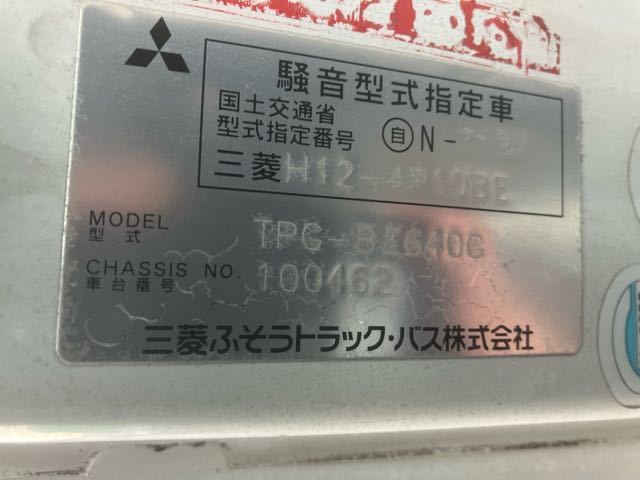 騒音型式指定車
国土交通省
型式指定番号 自 N-
三菱 H12-4P10BE
MODEL
型式 TPG-BE640G
CHASSIS NO.
車台番号 100462
三菱ふそうトラック・バス株式会社